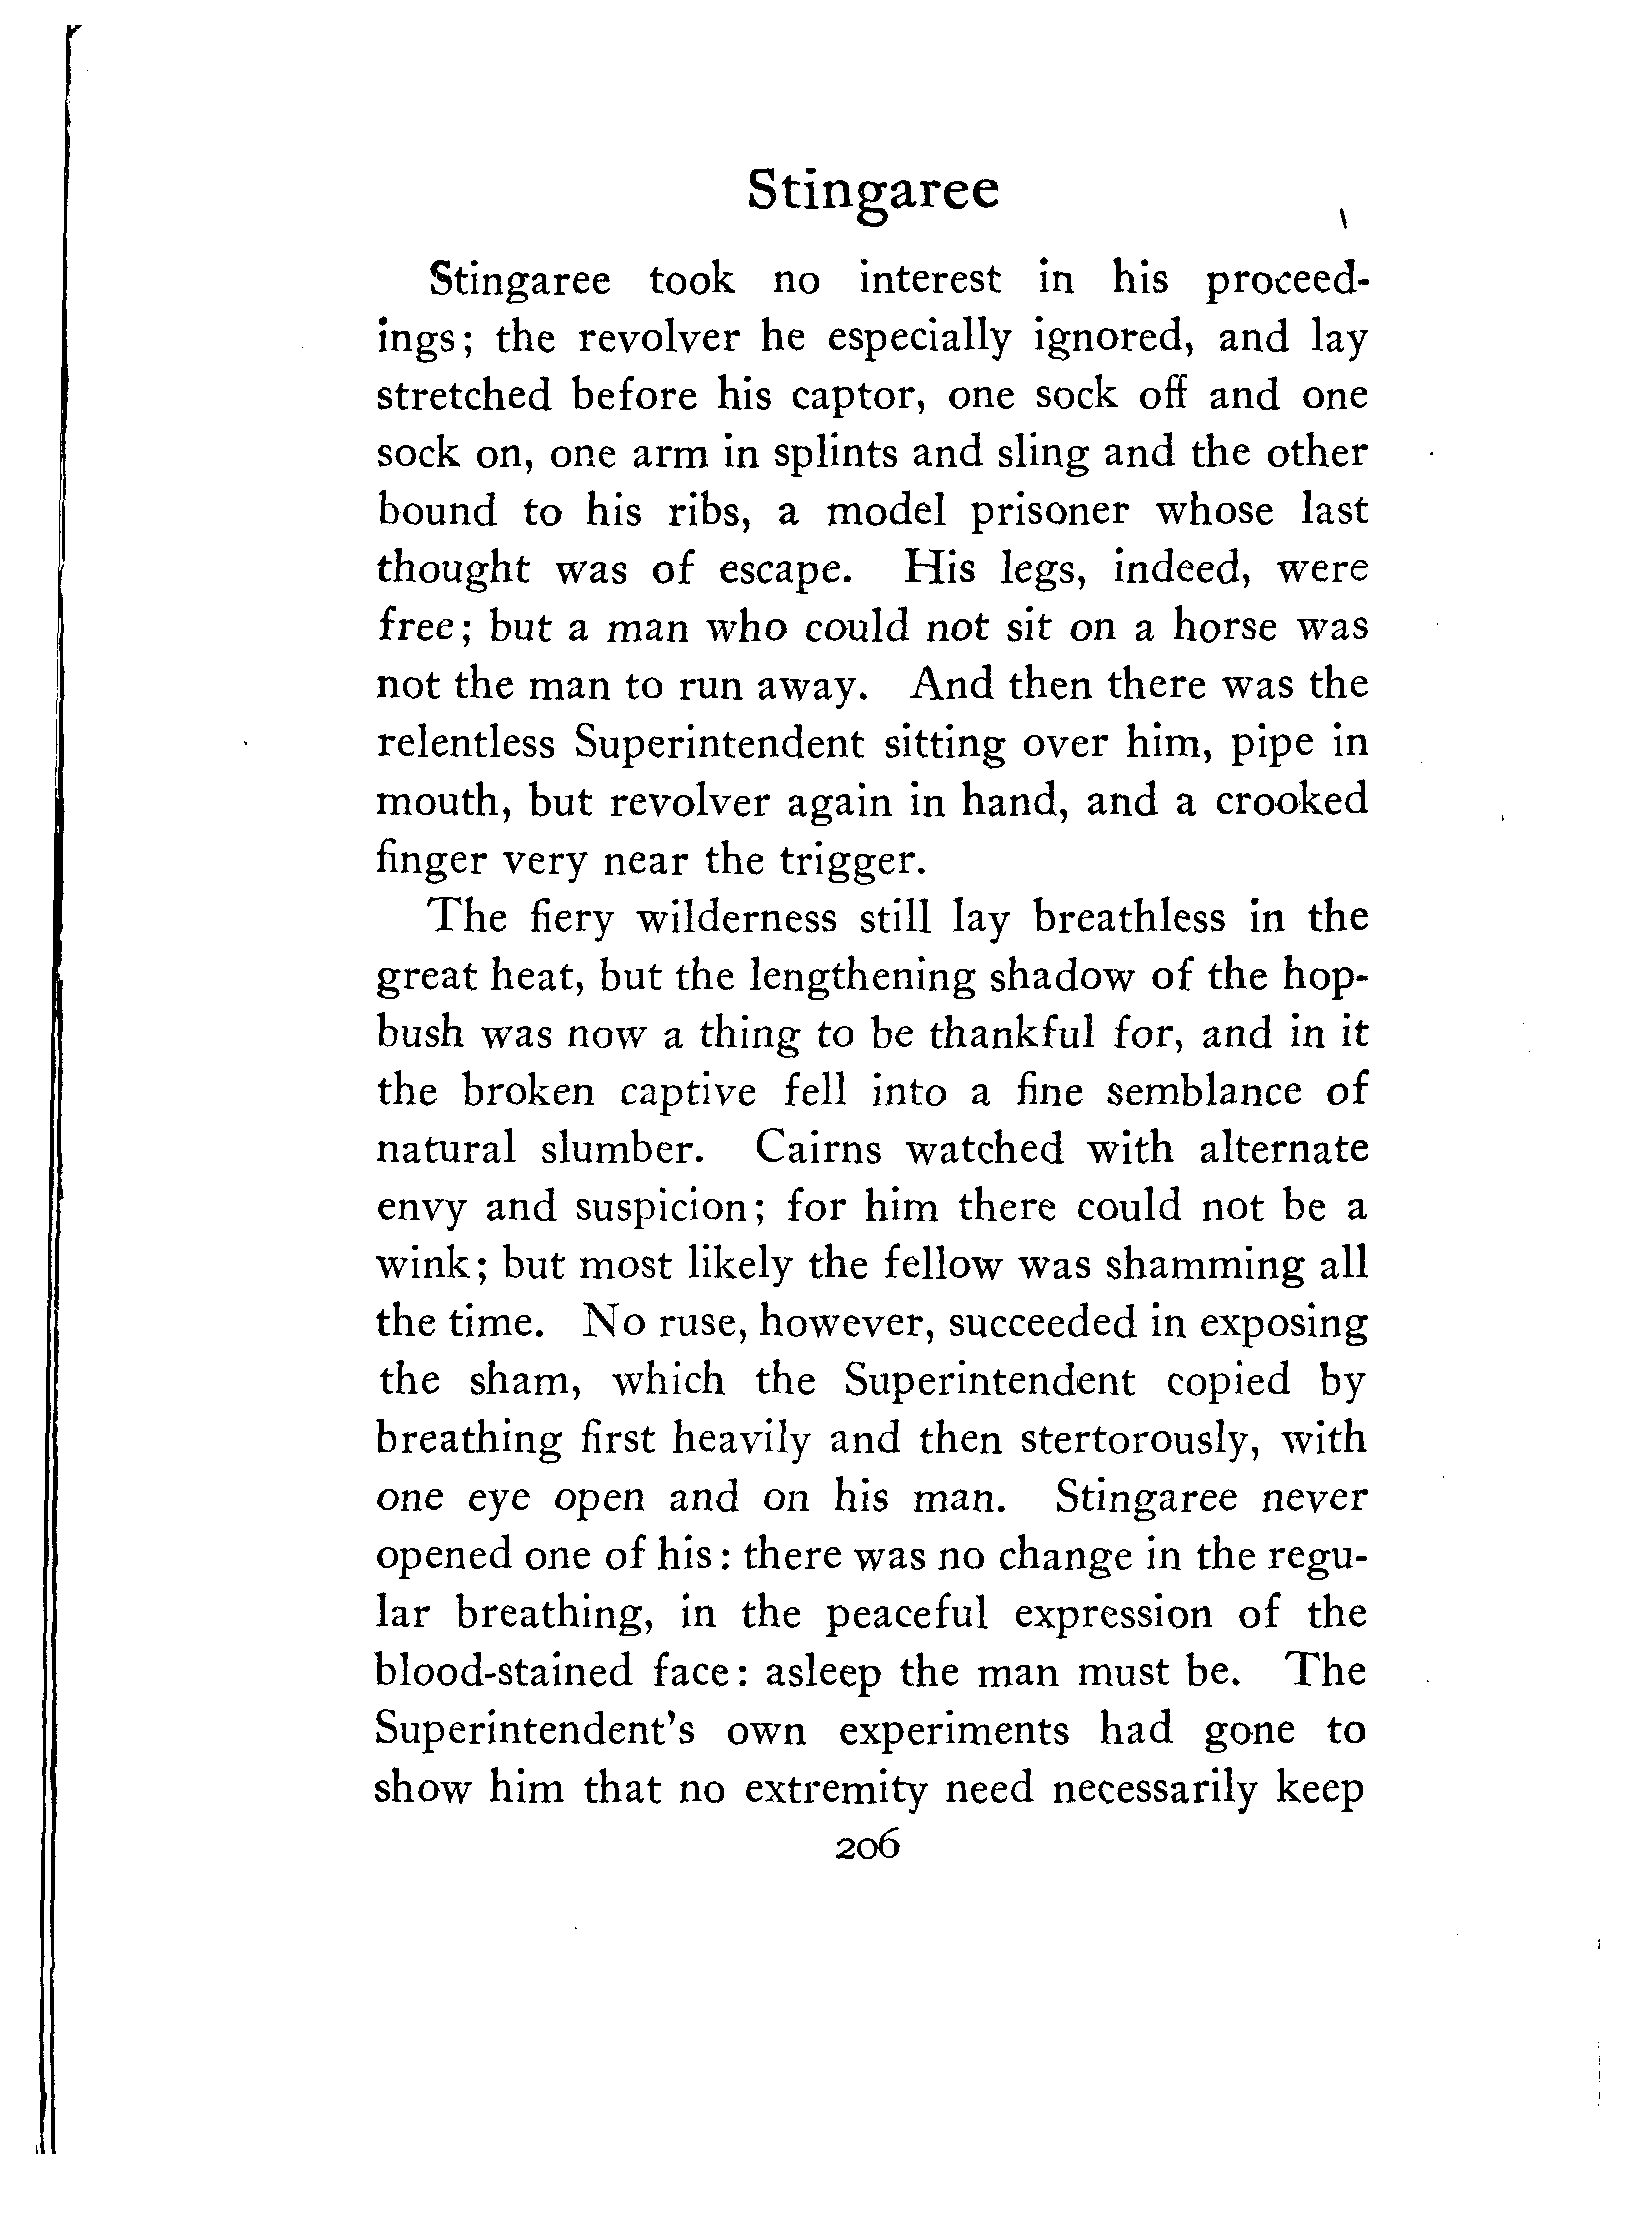 Stingaree
Stingaree took no interest in his proceed-
ings; the revolver he especially ignored, and lay
stretched before his captor, one sock off and one
sock on, one arm in splints and sling and the other
bound to his ribs, a model prisoner whose last
thought was of escape. His legs, indeed, were
free; but a man who could not sit on a horse was
not the man to run away. And then there was the
relentless Superintendent sitting over him, pipe in
mouth, but revolver again in hand, and a crooked
finger very near the trigger.
The fiery wilderness still lay breathless in the
great heat, but the lengthening shadow of the hop-
bush was now a thing to be thankful for, and in it
the broken captive fell into a fine semblance of
natural slumber. Cairns watched with alternate
envy and suspicion; for him there could not be a
wink; but most likely the fellow was shamming all
the time. No ruse, however, succeeded in exposing
the sham, which the Superintendent copied by
breathing first heavily and then stertorously, with
one eye open and on his man. Stingaree never
opened one of his: there was no change in the regu-
lar breathing, in the peaceful expression of the
blood-stained face: asleep the man must be. The
Superintendent's own experiments had gone to
show him that no extremity need necessarily keep
206